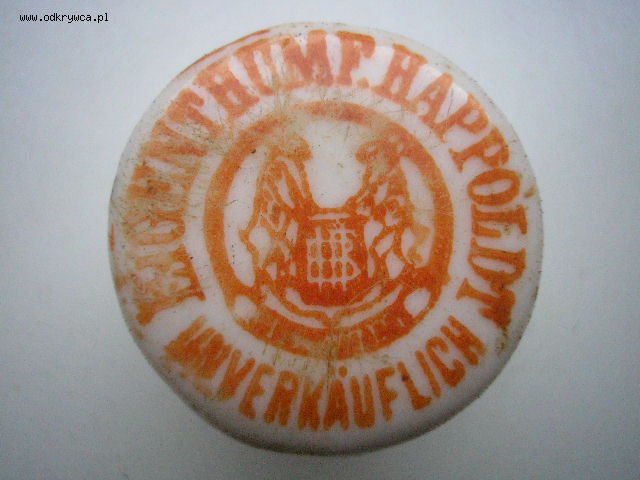 www.odkrywca.pl
EIGENTHUM F. HAPPOLDT
UNVERKÄUFLICH